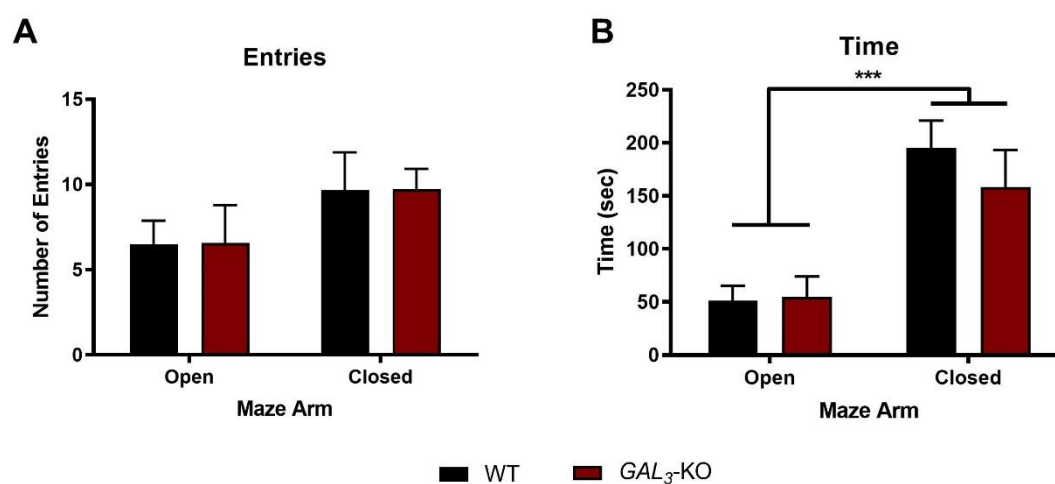 A
Entries
15
10
5
0
Number of Entries
Open
Closed
Maze Arm
B
Time
***
250
200
150
100
50
0
Time (sec)
Open
Closed
Maze Arm
WT
GAL₃-KO